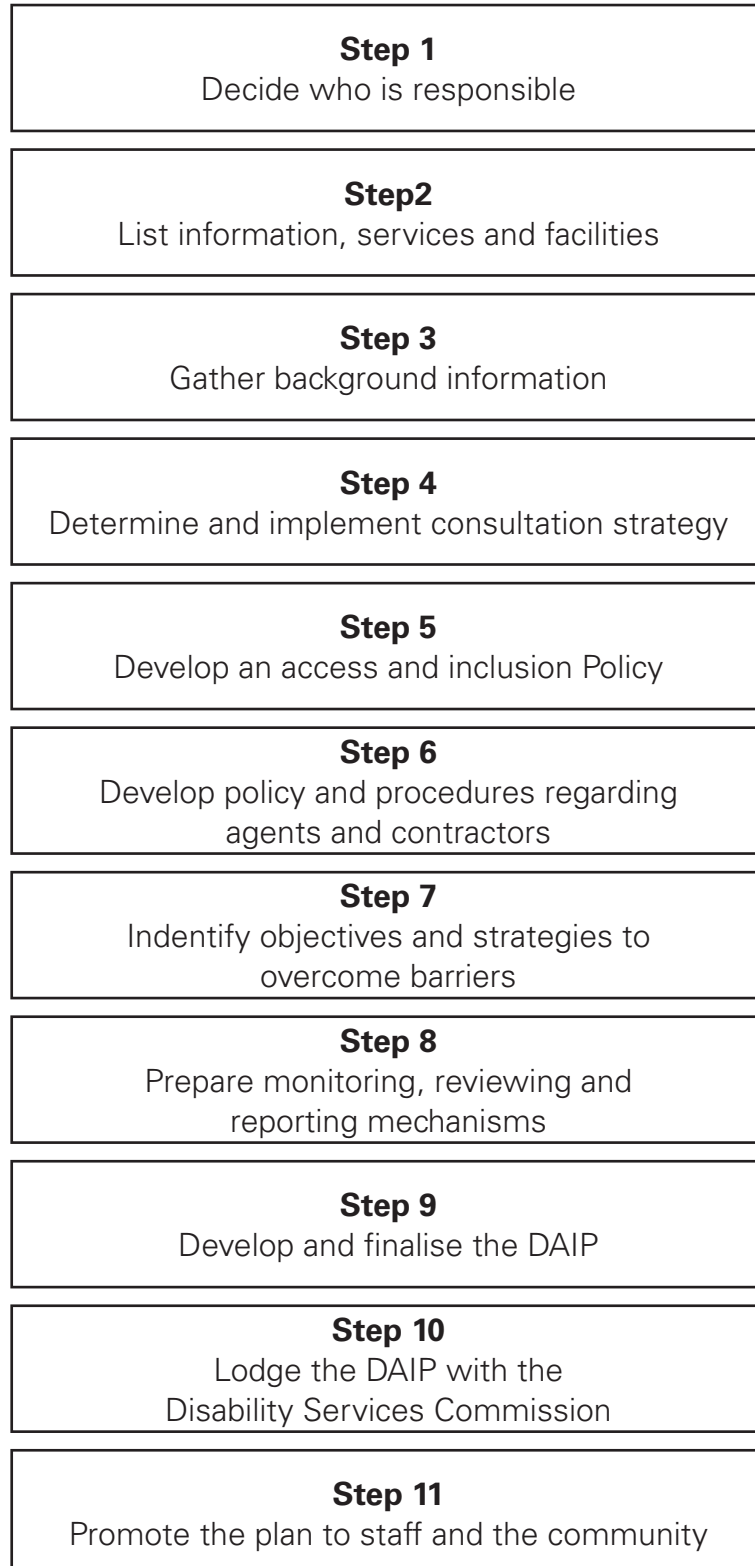 Step 1
Decide who is responsible
Step2
List information, services and facilities
Step 3
Gather background information
Step 4
Determine and implement consultation strategy
Step 5
Develop an access and inclusion Policy
Step 6
Develop policy and procedures regarding
agents and contractors
Step 7
Indentify objectives and strategies to
overcome barriers
Step 8
Prepare monitoring, reviewing and
reporting mechanisms
Step 9
Develop and finalise the DAIP
Step 10
Lodge the DAIP with the
Disability Services Commission
Step 11
Promote the plan to staff and the community